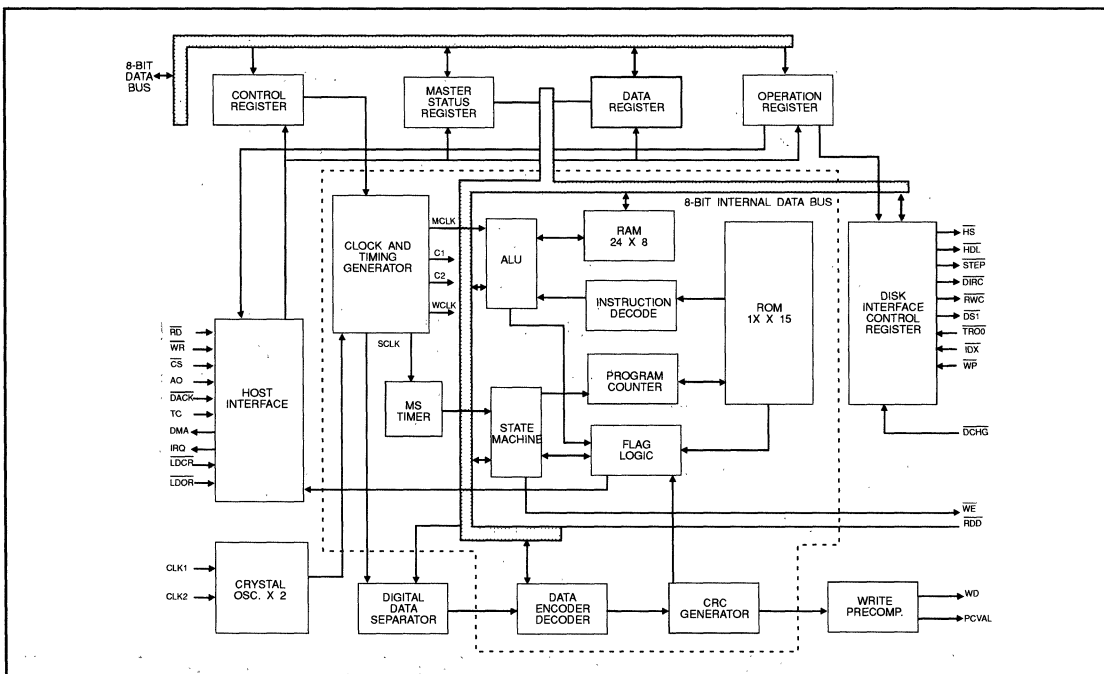 8-BIT
DATA
BUS
CONTROL
REGISTER
MASTER
STATUS
REGISTER
DATA
REGISTER
OPERATION
REGISTER
8-BIT INTERNAL DATA BUS
CLOCK AND
TIMING
GENERATOR
MCLK
C1
C2
WCLK
SCLK
ALU
RAM
24 X 8
INSTRUCTION
DECODE
ROM
1X X 15
PROGRAM
COUNTER
MS
TIMER
STATE
MACHINE
FLAG
LOGIC
DISK
INTERFACE
CONTROL
REGISTER
HS
HDL
STEP
DIRC
RWC
DS1
TRO0
IDX
WP
DCHG
WE
RDD
RD
WR
CS
AO
DACK
TC
DMA
IRQ
LDCR
LDOR
HOST
INTERFACE
CLK1
CLK2
CRYSTAL
OSC. X 2
DIGITAL
DATA
SEPARATOR
DATA
ENCODER
DECODER
CRC
GENERATOR
WRITE
PRECOMP.
WD
PCVAL